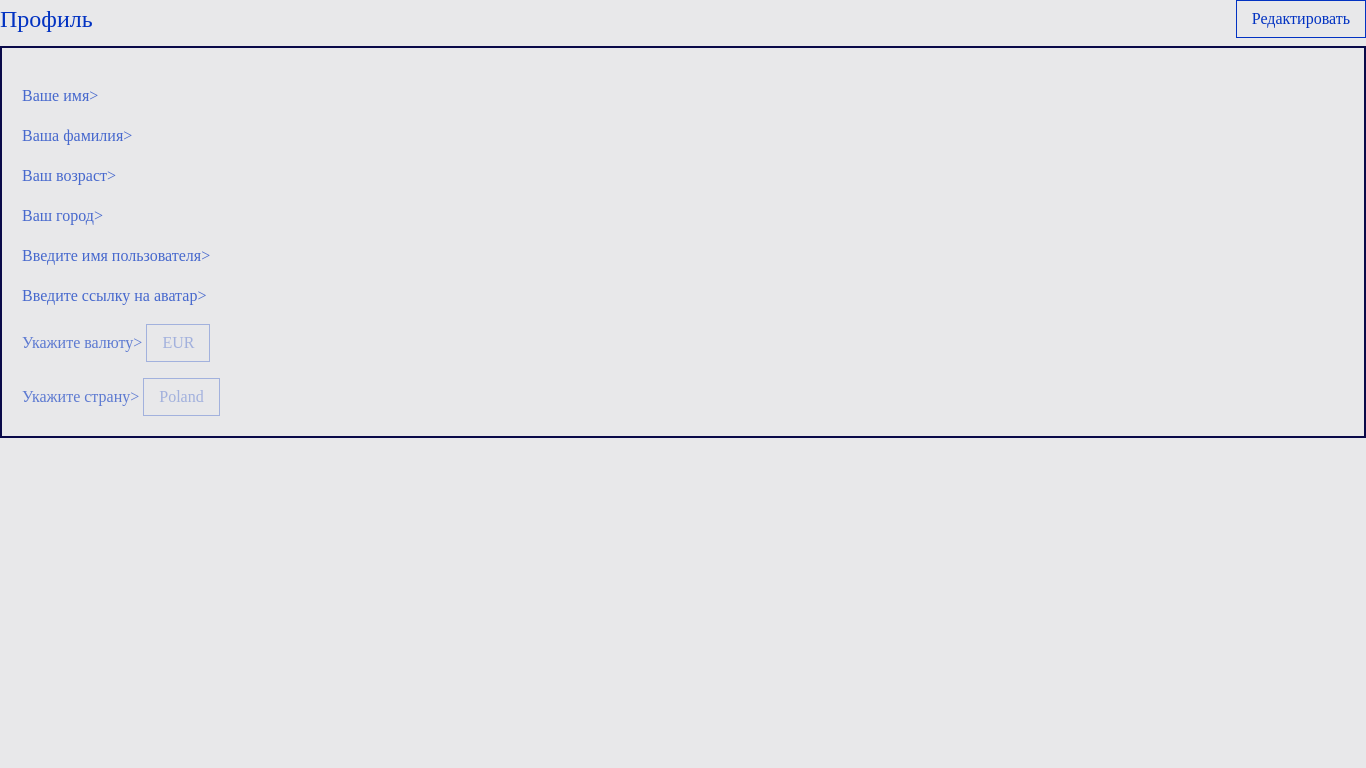 Профиль
Редактировать
Ваше имя>
Ваша фамилия>
Ваш возраст>
Ваш город>
Введите имя пользователя>
Введите ссылку на аватар>
Укажите валюту> EUR
Укажите страну> Poland